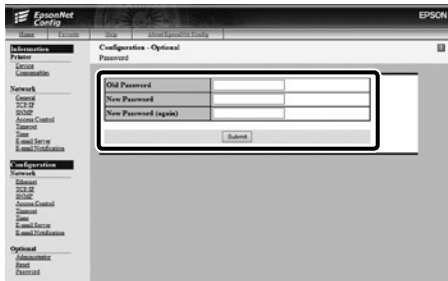 EpsonNet
Config
EPSON
Home Favorite Help About EpsonNet Config
Information
Printer
Device
Consumables
Network
General
TCP/IP
SNMP
Access Control
Timeout
Time
E-mail Server
E-mail Notification
Configuration
Network
Ethernet
TCP/IP
SNMP
Access Control
Timeout
Time
E-mail Server
E-mail Notification
Optional
Administrator
Reset
Password
Configuration - Optional
Password
Old Password
New Password
New Password (again)
Submit